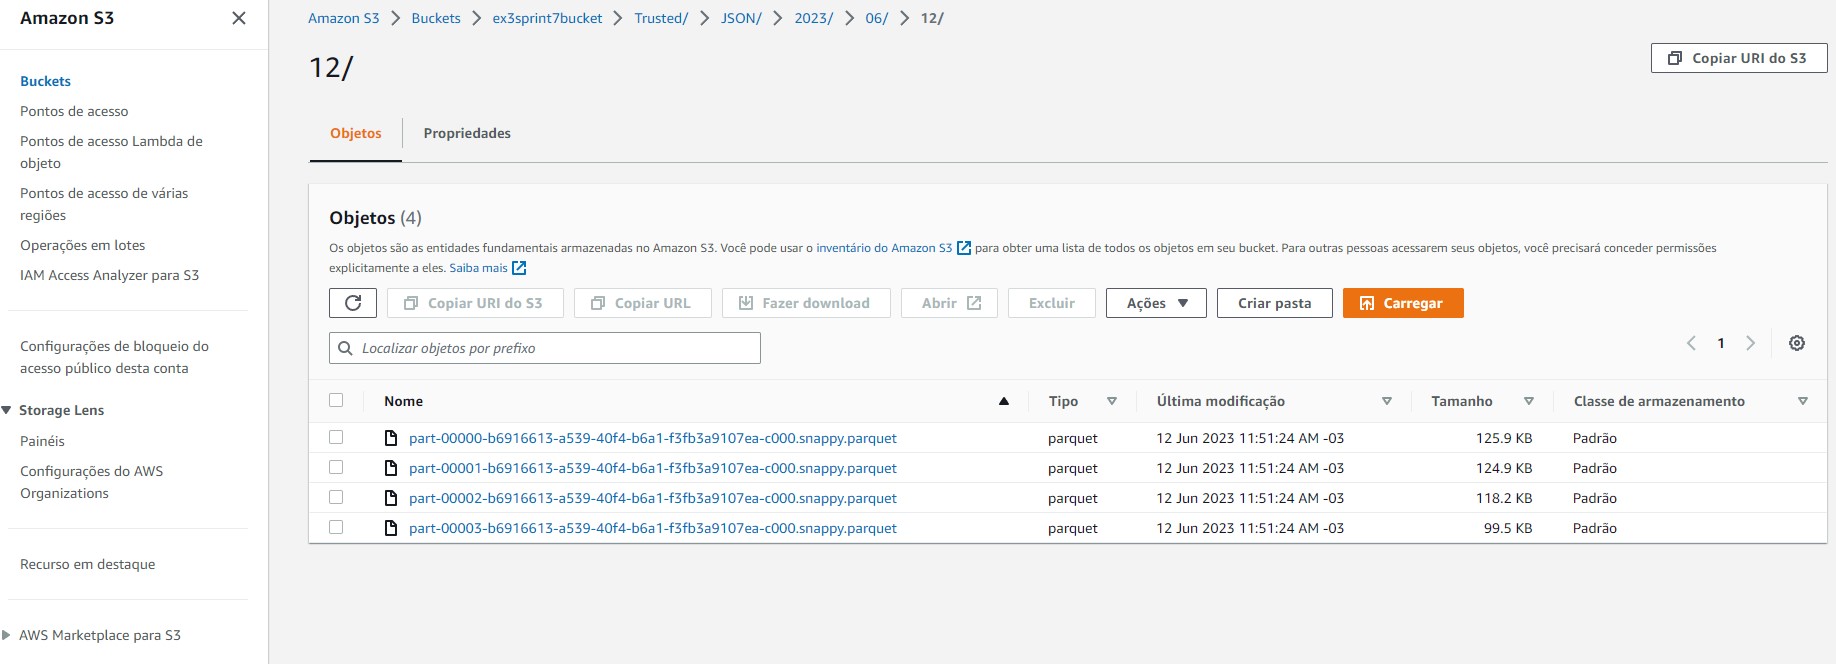 Amazon S3
Buckets
Pontos de acesso
Pontos de acesso Lambda de
objeto
Pontos de acesso de várias
regiões
Operações em lotes
IAM Access Analyzer para S3
Configurações de bloqueio do
acesso público desta conta
Storage Lens
Painéis
Configurações do AWS
Organizations
Recurso em destaque
AWS Marketplace para S3
Amazon S3 > Buckets > ex3sprint7bucket > Trusted/ > JSON/ > 2023/ > 06/ > 12/
12/
Copiar URI do S3
Objetos Propriedades
Objetos (4)
Os objetos são as entidades fundamentais armazenadas no Amazon S3. Você pode usar o inventário do Amazon S3 para obter uma lista de todos os objetos em seu bucket. Para outras pessoas acessarem seus objetos, você precisará conceder permissões
explicitamente a eles. Saiba mais
Copiar URI do S3 Copiar URL Fazer download Abrir Excluir Ações Criar pasta Carregar
Localizar objetos por prefixo
1
Nome Tipo Última modificação Tamanho Classe de armazenamento
part-00000-b6916613-a539-40f4-b6a1-f3fb3a9107ea-c000.snappy.parquet parquet 12 Jun 2023 11:51:24 AM -03 125.9 KB Padrão
part-00001-b6916613-a539-40f4-b6a1-f3fb3a9107ea-c000.snappy.parquet parquet 12 Jun 2023 11:51:24 AM -03 124.9 KB Padrão
part-00002-b6916613-a539-40f4-b6a1-f3fb3a9107ea-c000.snappy.parquet parquet 12 Jun 2023 11:51:24 AM -03 118.2 KB Padrão
part-00003-b6916613-a539-40f4-b6a1-f3fb3a9107ea-c000.snappy.parquet parquet 12 Jun 2023 11:51:24 AM -03 99.5 KB Padrão